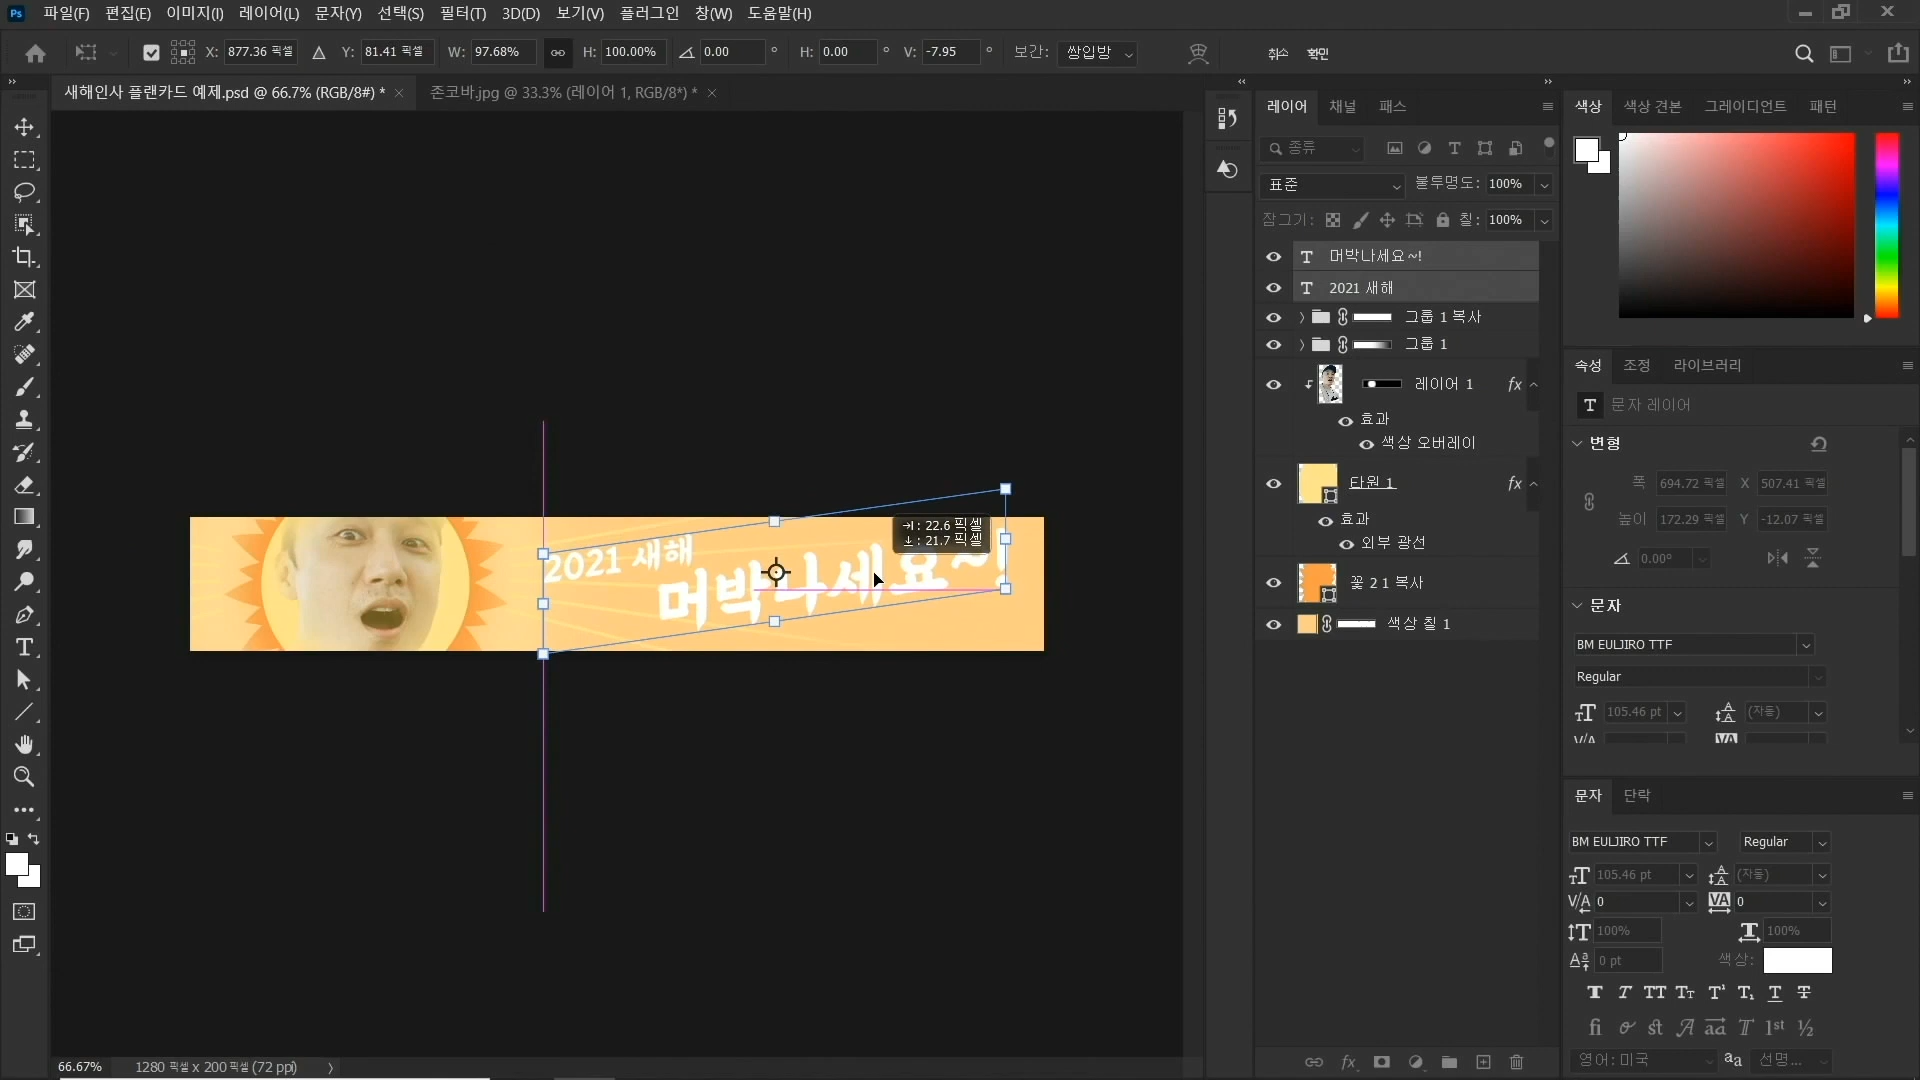 Ps 파일(F) 편집(E) 이미지(I) 레이어(L) 문자(Y) 선택(S) 필터(T) 3D(D) 보기(V) 플러그인 창(W) 도움말(H)
X: 877.36 픽셀 Y: 81.41 픽셀 W: 97.68% H: 100.00% 0.00 ° H: 0.00 ° V: -7.95 ° 보간: 쌍입방 취소 확인
새해인사 플랜카드 예제.psd @ 66.7% (RGB/8#) * × 존코바.jpg @ 33.3% (레이어 1, RGB/8*) * ×
2021 새해
머박나세요~!
→: 22.6 픽셀
↓: 21.7 픽셀
66.67% 1280 픽셀 x 200 픽셀 (72 ppi)
레이어 채널 패스
종류
표준 불투명도: 100%
잠그기: 칠: 100%
T 머박나세요~!
T 2021 새해
그룹 1 복사
그룹 1
레이어 1 fx
효과
색상 오버레이
타원 1 fx
효과
외부 광선
꽃 2 1 복사
색상 칠 1
색상 색상 견본 그레이디언트 패턴
속성 조정 라이브러리
T 문자 레이어
변형
폭 694.72 픽셀 X 507.41 픽셀
높이 172.29 픽셀 Y -12.07 픽셀
0.00°
문자
BM EULJIRO TTF
Regular
105.46 pt (자동)
문자 단락
BM EULJIRO TTF Regular
105.46 pt (자동)
V/A 0 VA 0
100% 100%
0 pt 색상:
영어: 미국 aa 선명...